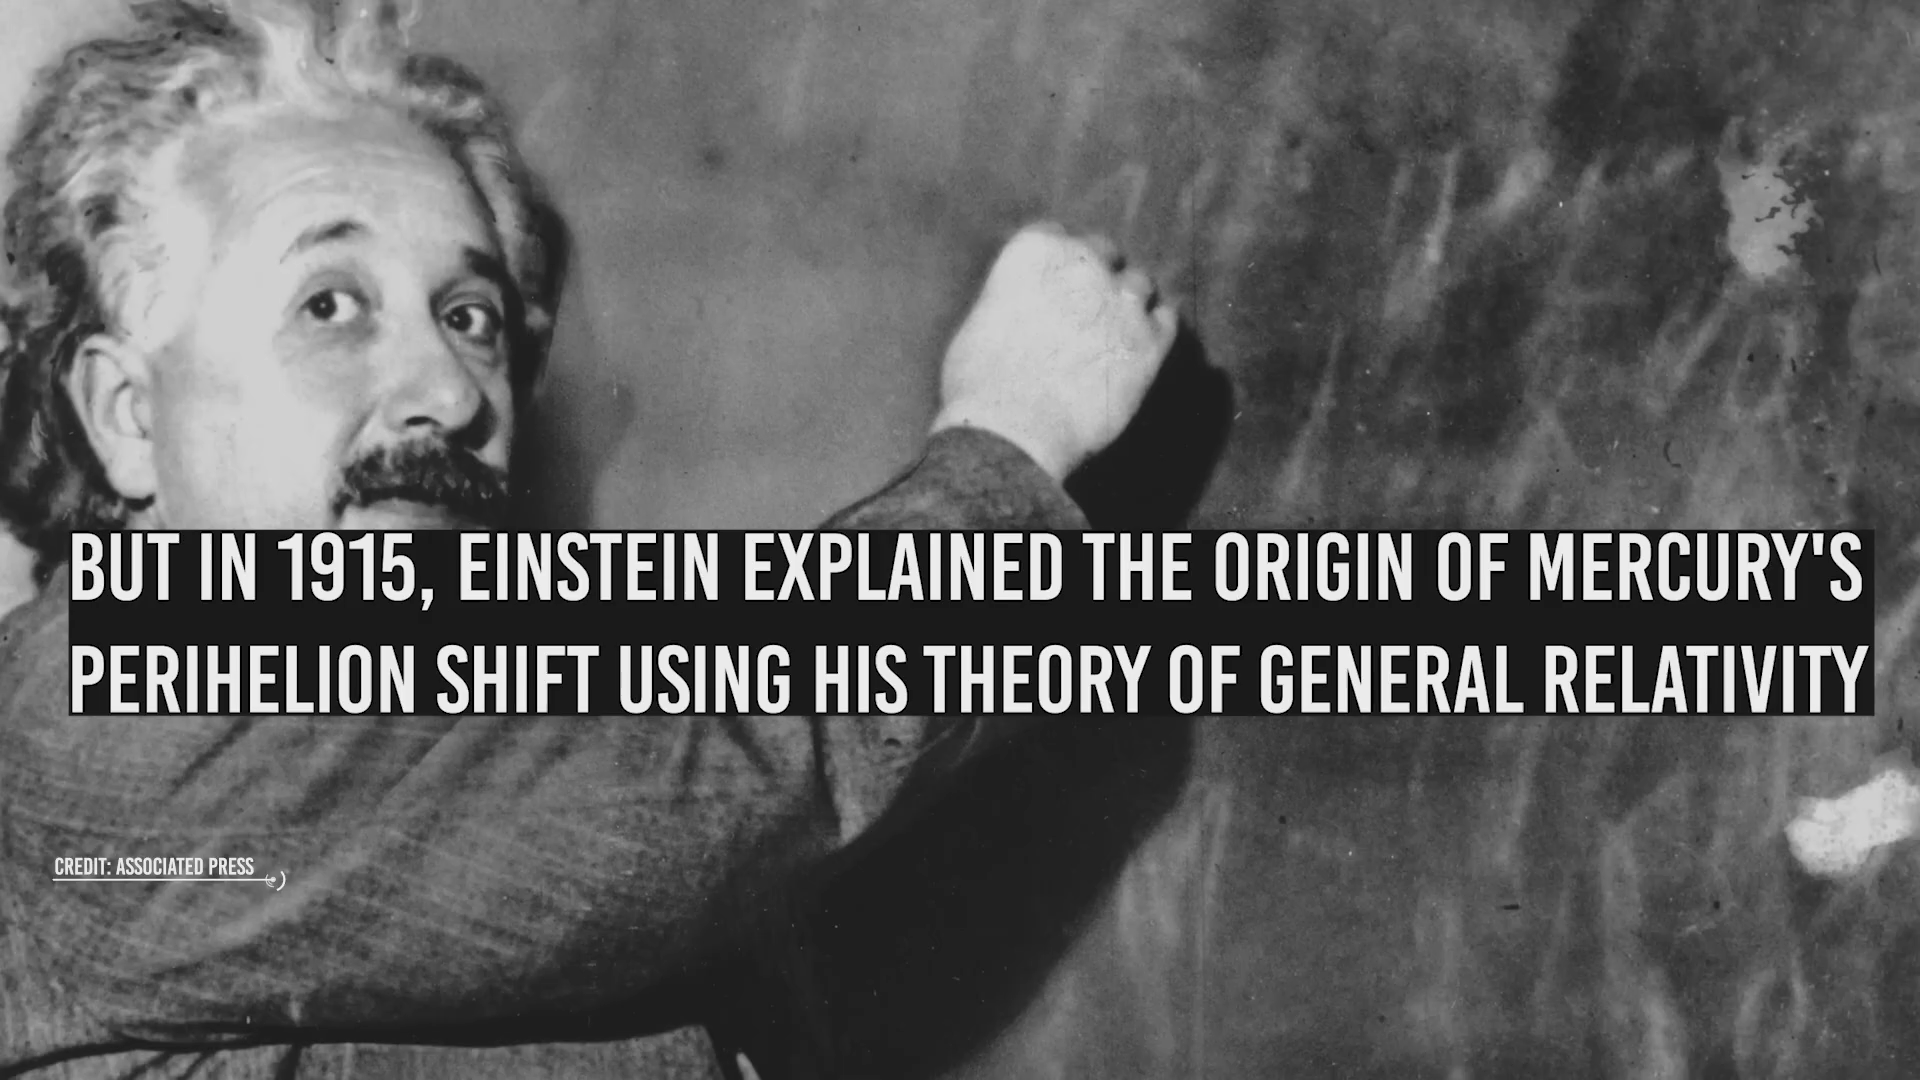 BUT IN 1915, EINSTEIN EXPLAINED THE ORIGIN OF MERCURY'S
PERIHELION SHIFT USING HIS THEORY OF GENERAL RELATIVITY
CREDIT: ASSOCIATED PRESS